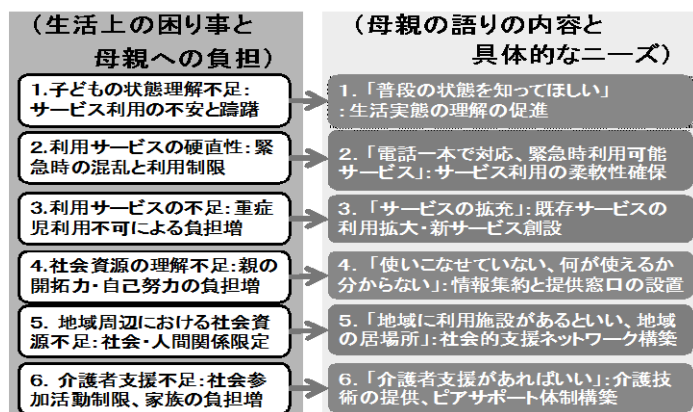 （生活上の困り事と
母親への負担）
（母親の語りの内容と
具体的なニーズ）
1.子どもの状態理解不足：
サービス利用の不安と躊躇
1．「普段の状態を知ってほしい」
：生活実態の理解の促進
2.利用サービスの硬直性：緊
急時の混乱と利用制限
2．「電話一本で対応、緊急時利用可能
サービス」：サービス利用の柔軟性確保
3.利用サービスの不足：重症
児利用不可による負担増
3．「サービスの拡充」：既存サービスの
利用拡大・新サービス創設
4.社会資源の理解不足：親の
開拓力・自己努力の負担増
4．「使いこなせていない、何が使えるか
分からない」：情報集約と提供窓口の設置
5．地域周辺における社会資
源不足：社会・人間関係限定
5．「地域に利用施設があるといい、地域
の居場所」：社会的支援ネットワーク構築
6．介護者支援不足：社会参
加活動制限、家族の負担増
6．「介護者支援があればいい」：介護技
術の提供、ピアサポート体制構築